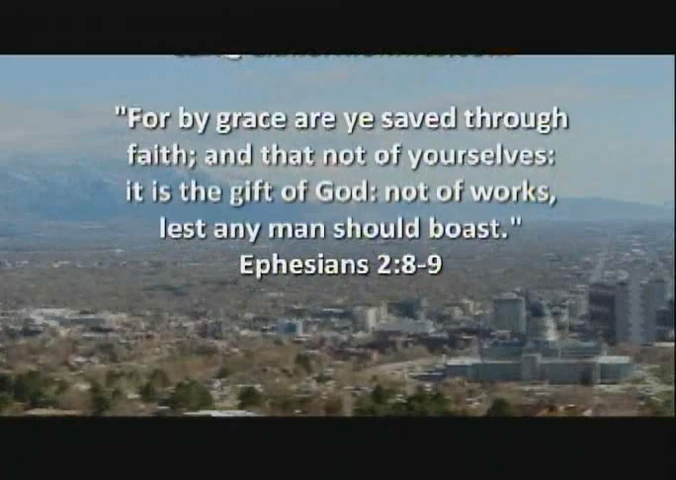 "For by grace are ye saved through
faith; and that not of yourselves:
it is the gift of God: not of works,
lest any man should boast."
Ephesians 2:8-9